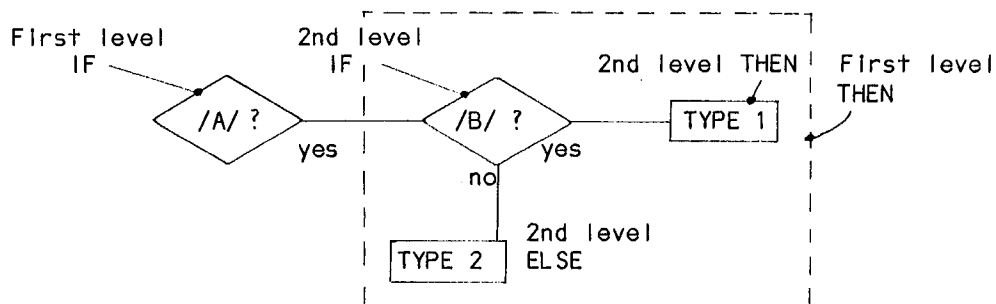 First level
IF
2nd level
IF
2nd level THEN
First level
THEN
/A/ ?
yes
/B/ ?
yes
no
TYPE 1
TYPE 2
2nd level
ELSE